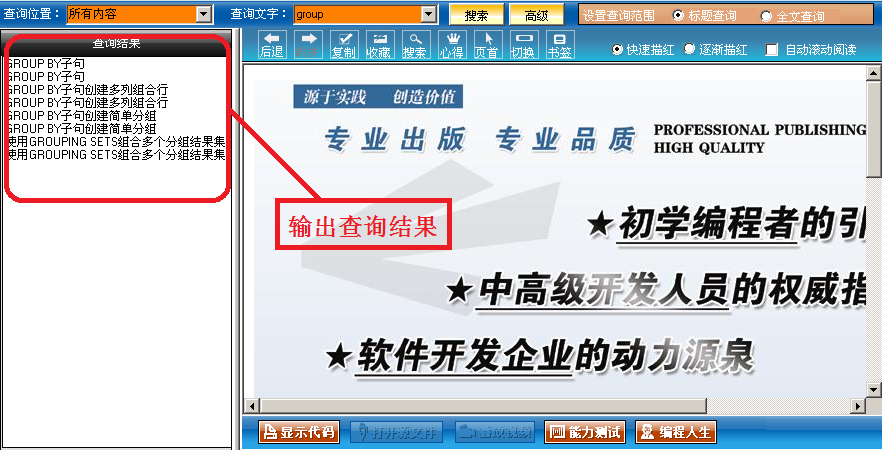 查询位置： 所有内容 查询文字： group 搜索 高级 设置查询范围 标题查询 全文查询
查询结果
后退 复制 收藏 搜索 心得 页首 切换 书签 快速描红 逐渐描红 自动滚动阅读
GROUP BY子句
GROUP BY子句
GROUP BY子句创建多列组合行
GROUP BY子句创建多列组合行
GROUP BY子句创建简单分组
GROUP BY子句创建简单分组
使用GROUPING SETS组合多个分组结果集
使用GROUPING SETS组合多个分组结果集
输出查询结果
源于实践 创造价值
专业出版 专业品质 PROFESSIONAL PUBLISHING
HIGH QUALITY
★初学编程者的引
★中高级开发人员的权威指
★软件开发企业的动力源泉
显示代码 打开源文件 能力测试 编程人生